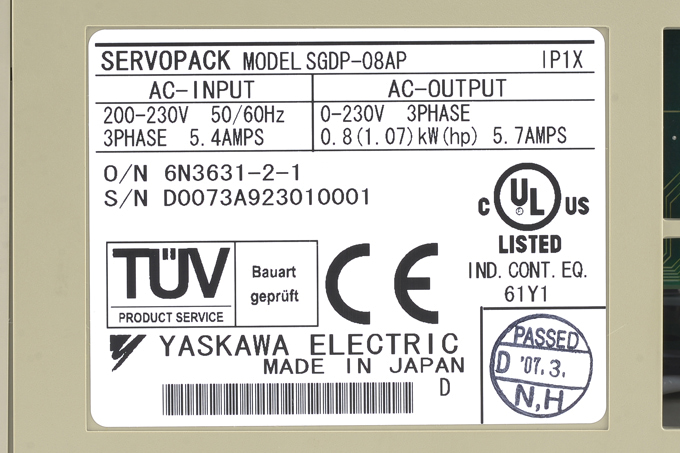 SERVOPACK MODEL SGDP-08AP IP1X
AC-INPUT AC-OUTPUT
200-230V 50/60Hz 0-230V 3PHASE
3PHASE 5.4AMPS 0.8(1.07)kW(hp) 5.7AMPS
O/N 6N3631-2-1
S/N D0073A923010001
C UL US
LISTED
IND. CONT. EQ.
61Y1
TÜV
PRODUCT SERVICE
Bauart
geprüft
CE
YASKAWA ELECTRIC
MADE IN JAPAN
D
PASSED
D '07.3.
N,H